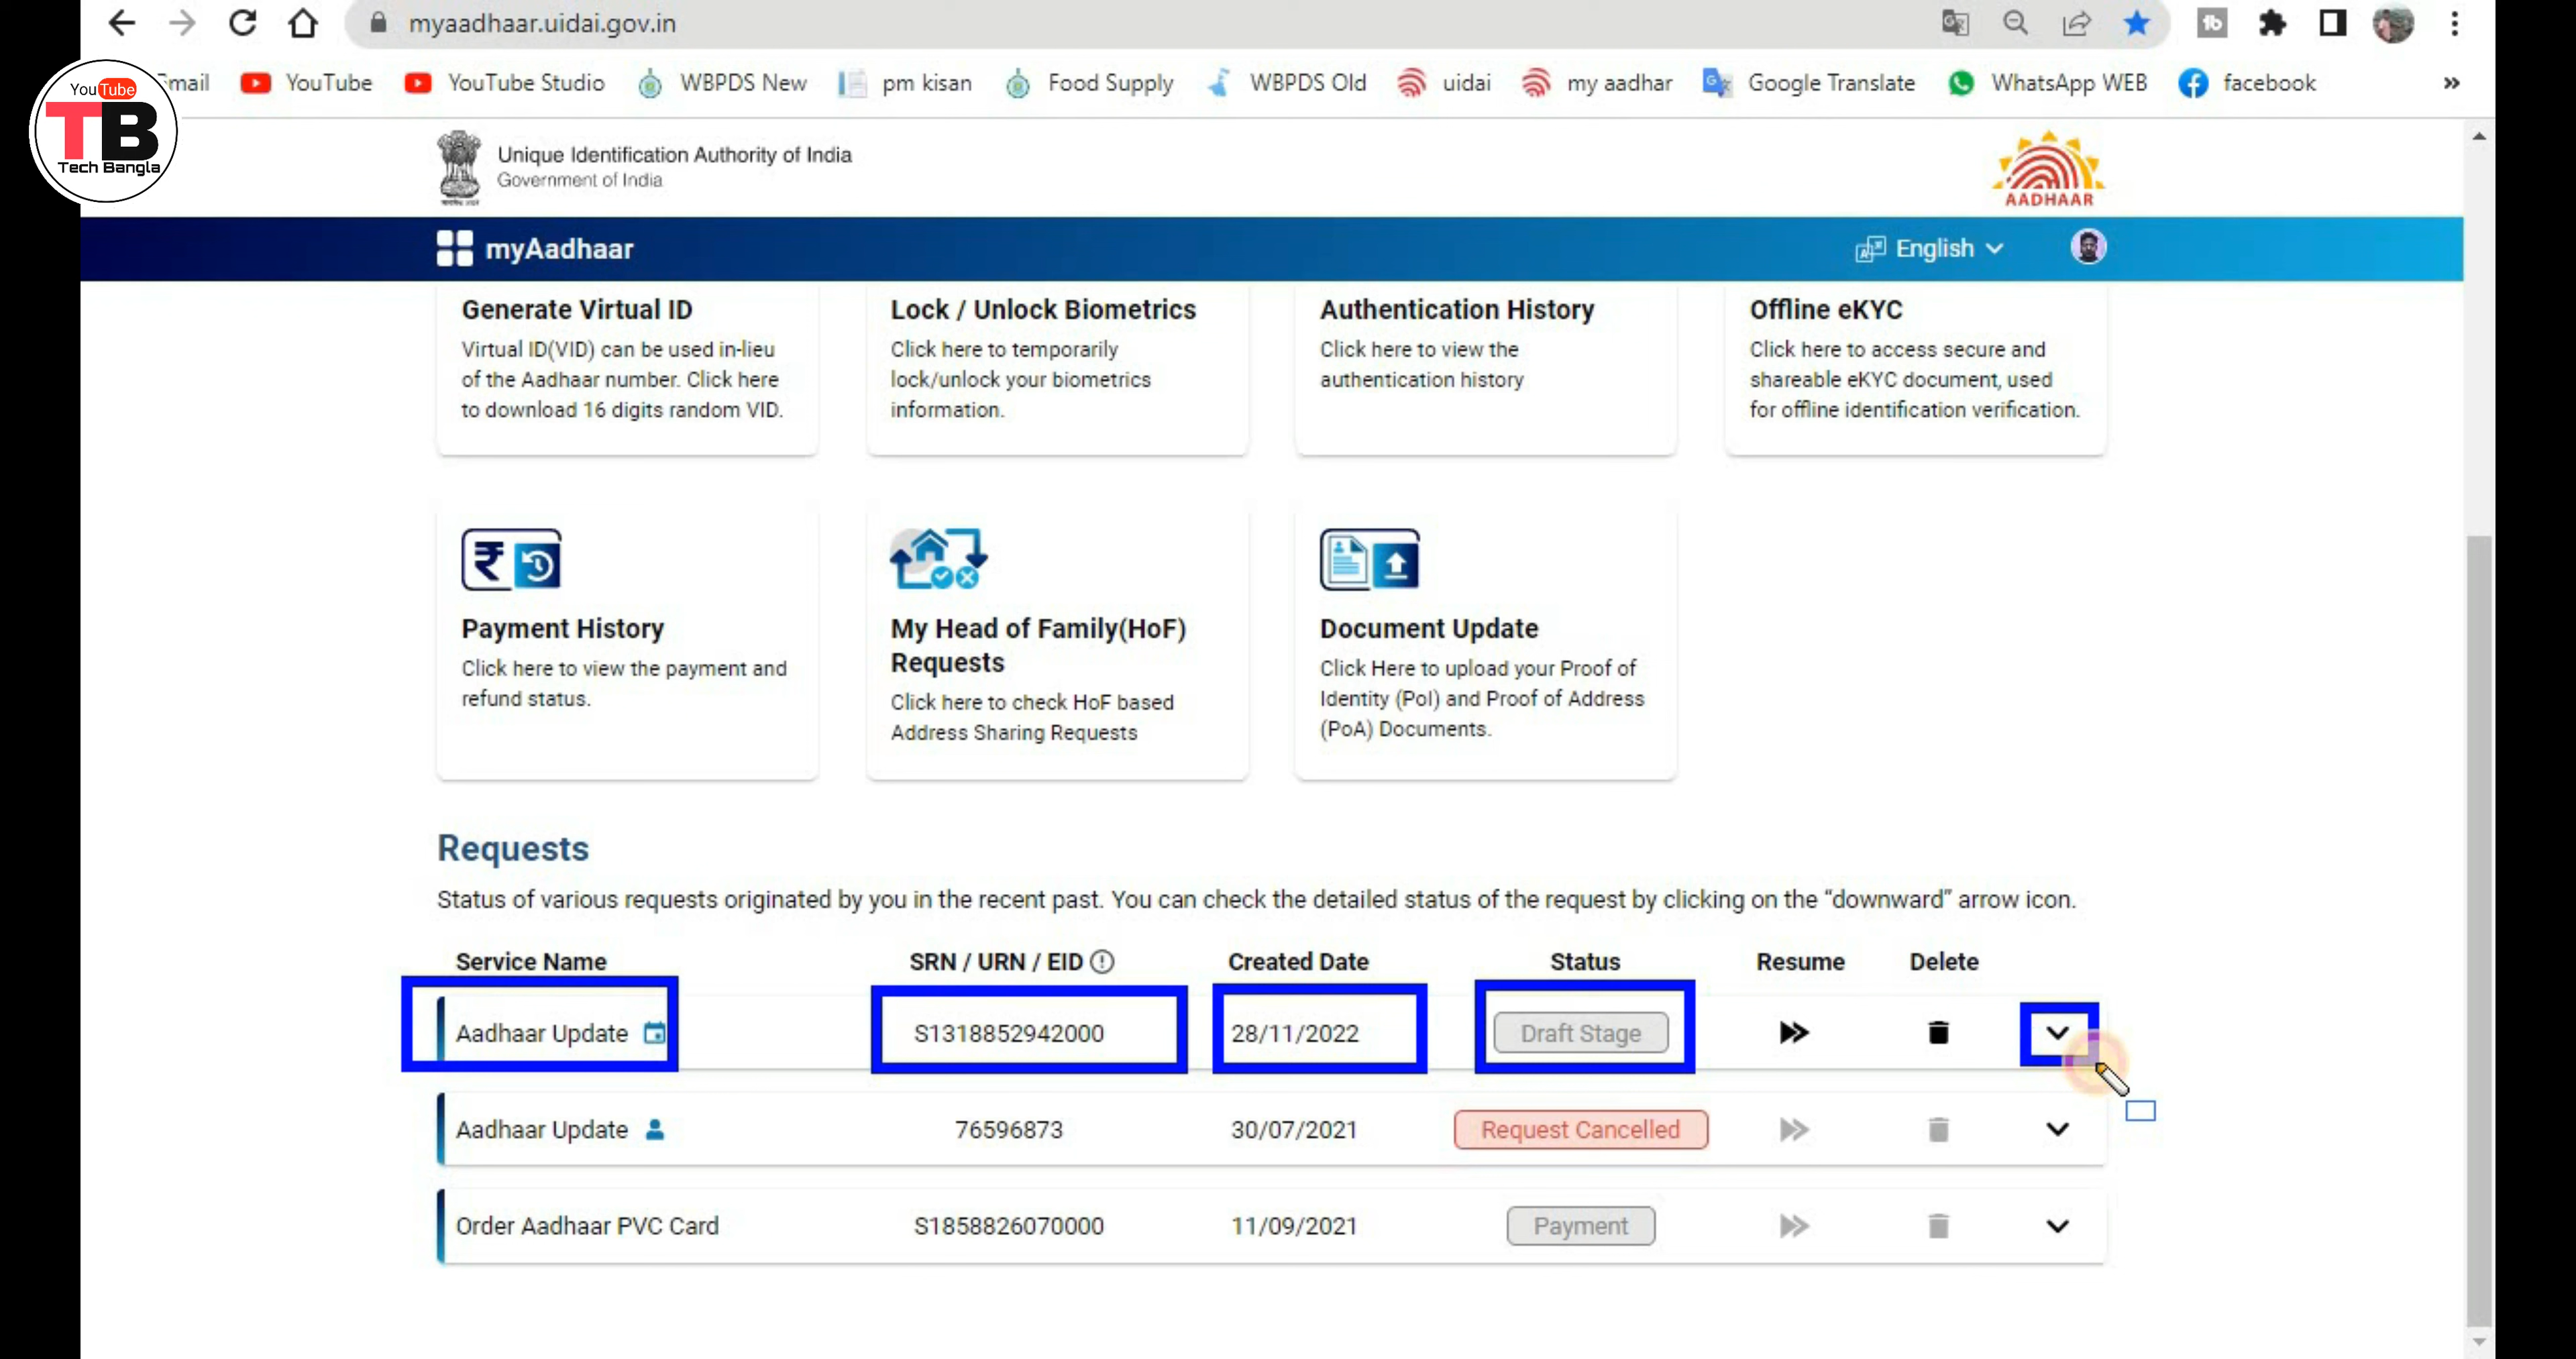 myaadhaar.uidai.gov.in
mail YouTube YouTube Studio WBPDS New pm kisan Food Supply WBPDS Old uidai my aadhar Google Translate WhatsApp WEB facebook »
YouTube
TB
Tech Bangla
Unique Identification Authority of India
Government of India
AADHAAR
myAadhaar English
Generate Virtual ID
Virtual ID(VID) can be used in-lieu
of the Aadhaar number. Click here
to download 16 digits random VID.
Lock / Unlock Biometrics
Click here to temporarily
lock/unlock your biometrics
information.
Authentication History
Click here to view the
authentication history
Offline eKYC
Click here to access secure and
shareable eKYC document, used
for offline identification verification.
Payment History
Click here to view the payment and
refund status.
My Head of Family(HoF)
Requests
Click here to check HoF based
Address Sharing Requests
Document Update
Click Here to upload your Proof of
Identity (PoI) and Proof of Address
(PoA) Documents.
Requests
Status of various requests originated by you in the recent past. You can check the detailed status of the request by clicking on the “downward” arrow icon.
Service Name SRN / URN / EID Created Date Status Resume Delete
Aadhaar Update S1318852942000 28/11/2022 Draft Stage
Aadhaar Update 76596873 30/07/2021 Request Cancelled
Order Aadhaar PVC Card S1858826070000 11/09/2021 Payment